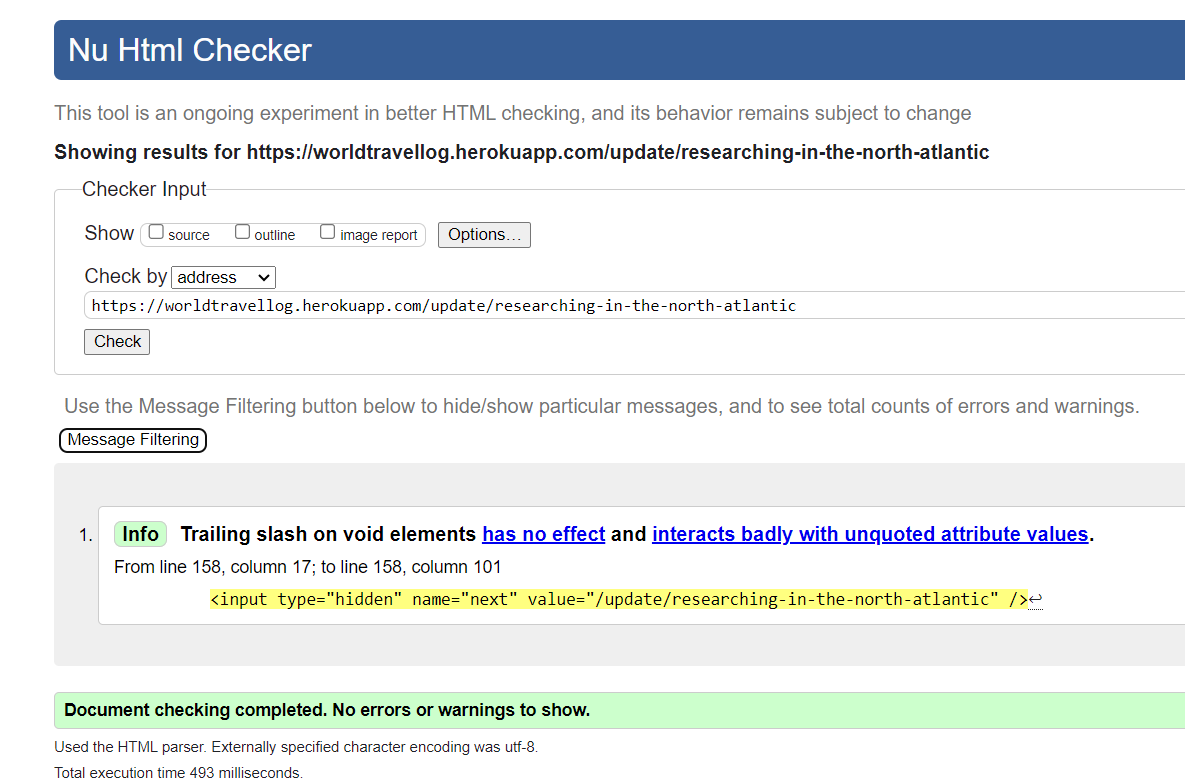 Nu Html Checker
This tool is an ongoing experiment in better HTML checking, and its behavior remains subject to change
Showing results for https://worldtravellog.herokuapp.com/update/researching-in-the-north-atlantic
Checker Input
Show source outline image report Options...
Check by address
https://worldtravellog.herokuapp.com/update/researching-in-the-north-atlantic
Check
Use the Message Filtering button below to hide/show particular messages, and to see total counts of errors and warnings.
Message Filtering
1. Info Trailing slash on void elements has no effect and interacts badly with unquoted attribute values.
From line 158, column 17; to line 158, column 101
<input type="hidden" name="next" value="/update/researching-in-the-north-atlantic" />↩
Document checking completed. No errors or warnings to show.
Used the HTML parser. Externally specified character encoding was utf-8.
Total execution time 493 milliseconds.